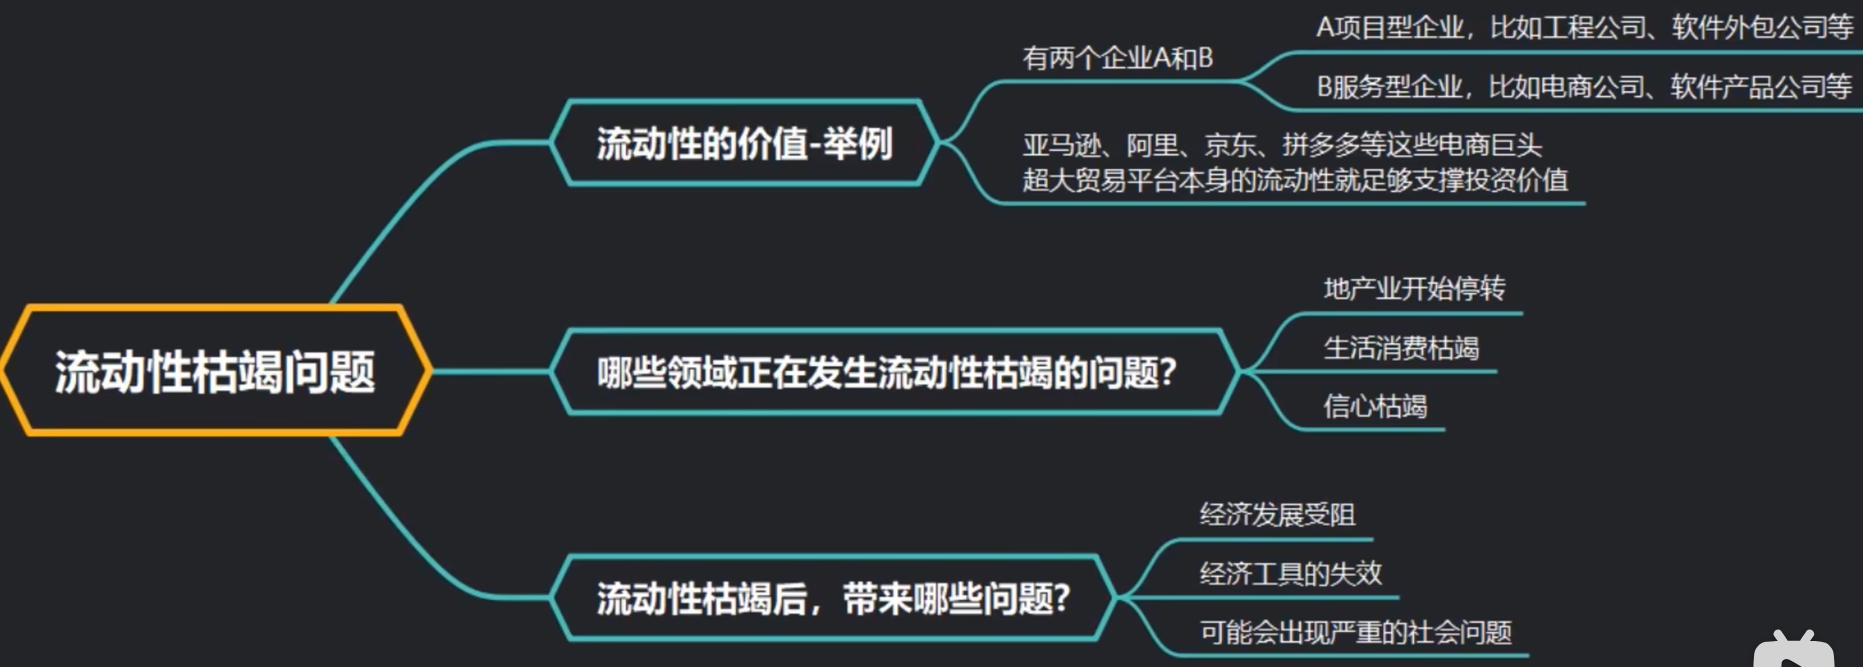 流动性枯竭问题
流动性的价值-举例
有两个企业A和B
A项目型企业，比如工程公司、软件外包公司等
B服务型企业，比如电商公司、软件产品公司等
亚马逊、阿里、京东、拼多多等这些电商巨头
超大贸易平台本身的流动性就足够支撑投资价值
哪些领域正在发生流动性枯竭的问题？
地产业开始停转
生活消费枯竭
信心枯竭
流动性枯竭后，带来哪些问题？
经济发展受阻
经济工具的失效
可能会出现严重的社会问题